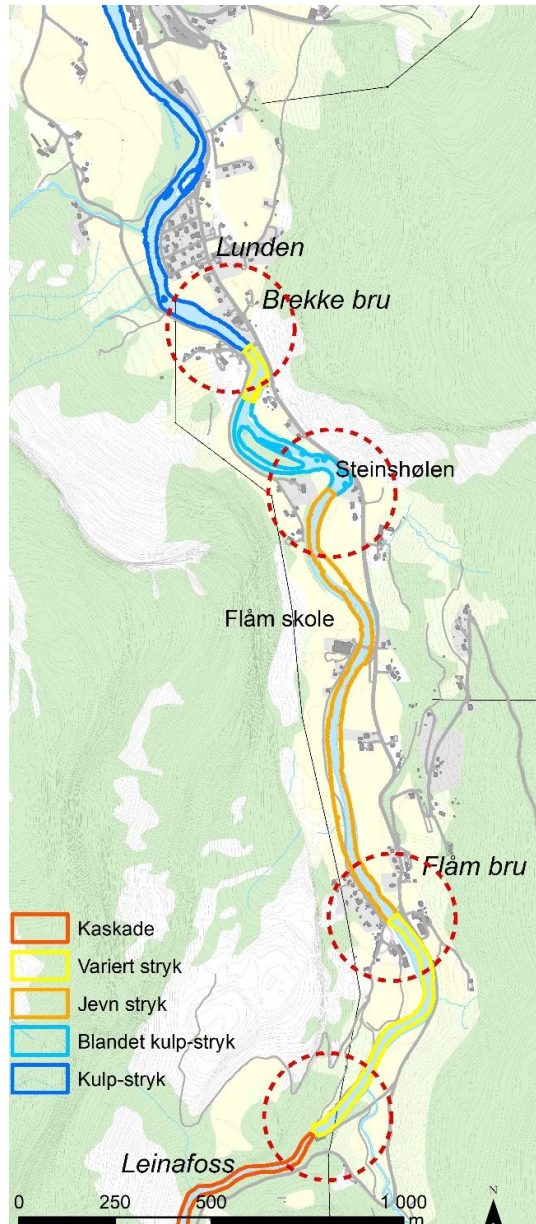 Lunden
Brekke bru
Steinshølen
Flåm skole
Flåm bru
Kaskade
Variert stryk
Jevn stryk
Blandet kulp-stryk
Kulp-stryk
Leinafoss
N
0 250 500 1 000
m